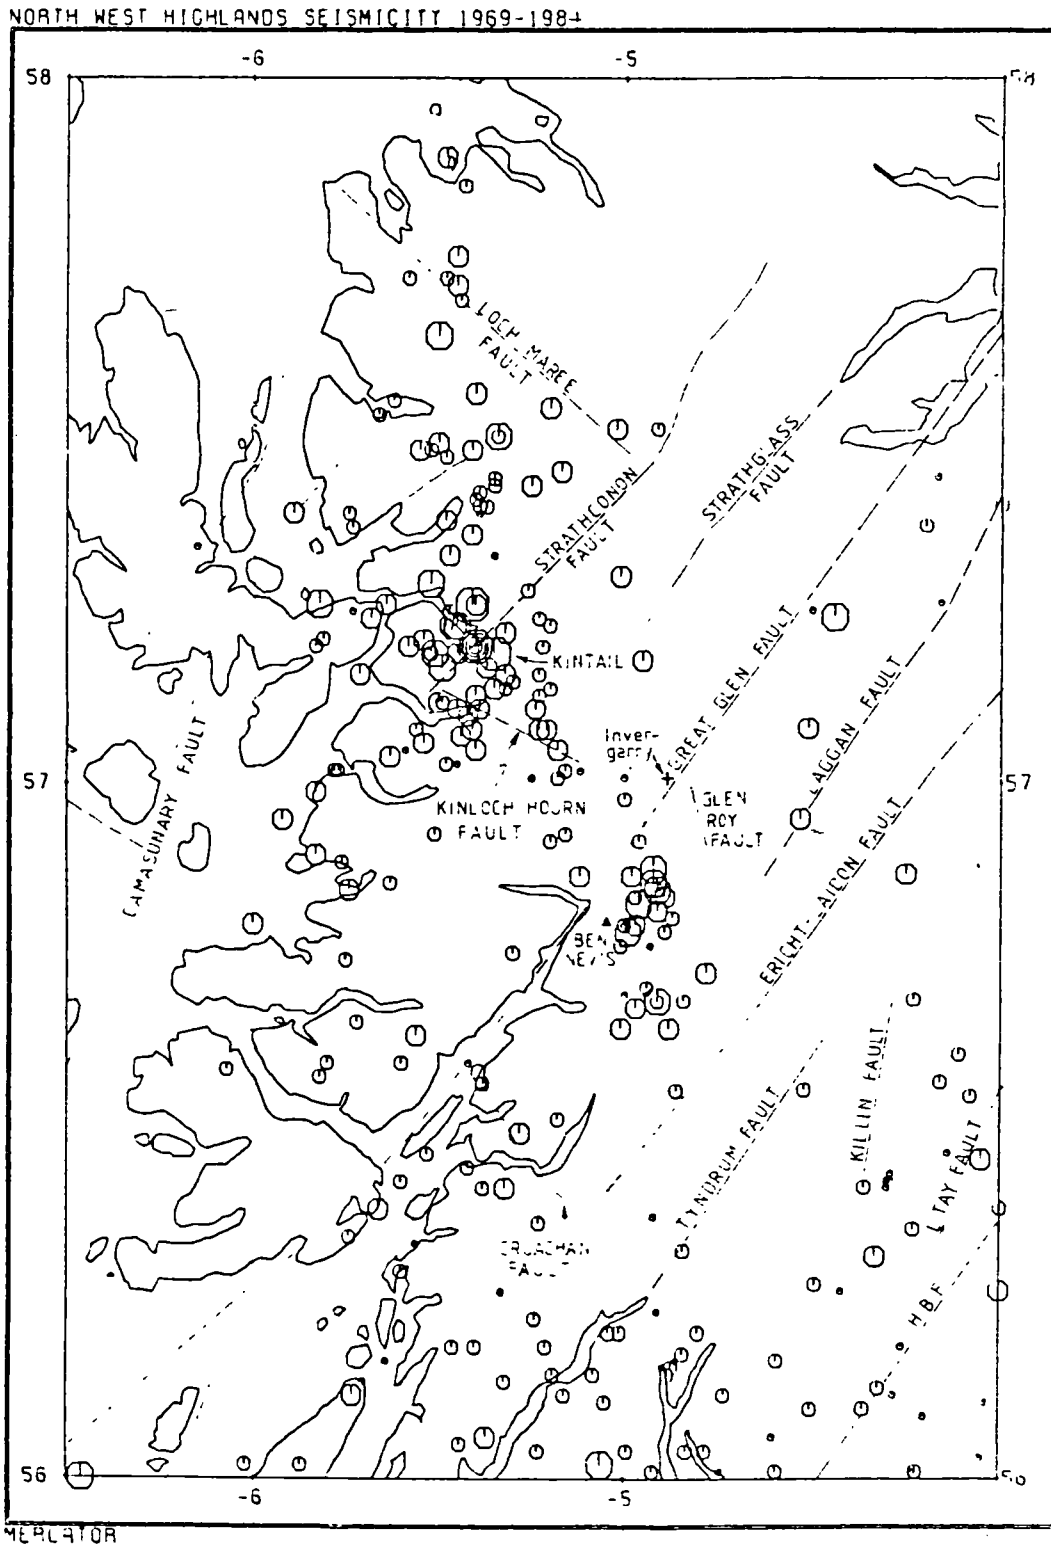 NORTH WEST HIGHLANDS SEISMICITY 1969-1984
-6
-5
58
58
LOCH MAREE
FAULT
STRATHGLASS
FAULT
STRATHCONON
FAULT
KINTAIL
GREAT GLEN FAULT
Inver-
garry
LAGGAN FAULT
CAMASUNARY FAULT
57
57
KINLOCH HOURN
FAULT
GLEN
ROY
FAULT
ERICHT-LAIDON FAULT
BEN
NEVIS
KILLIN FAULT
TYNDRUM FAULT
L TAY FAULT
CRUACHAN
FAULT
H.B.F
56
56
-6
-5
MERCATOR